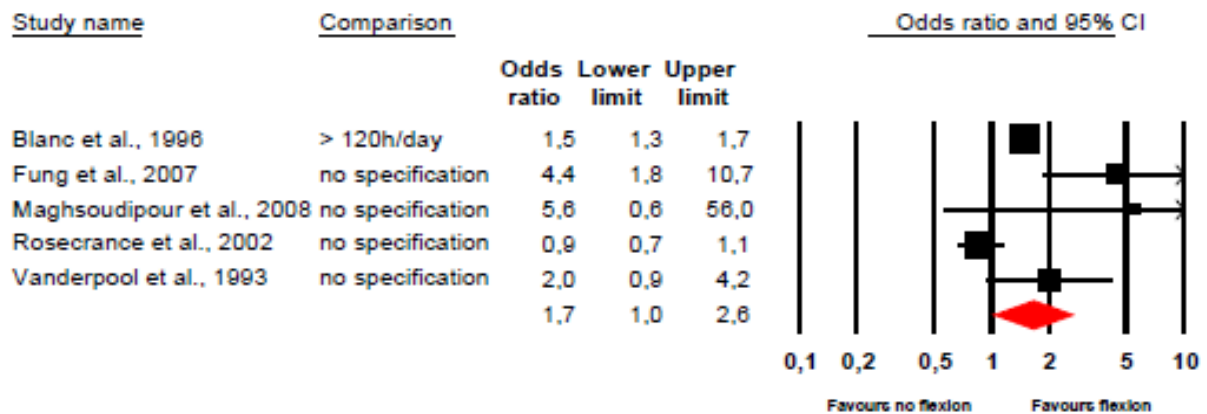 Study name Comparison Odds ratio and 95% CI
Odds Lower Upper
ratio limit limit
Blanc et al., 1996 > 120h/day 1,5 1,3 1,7
Fung et al., 2007 no specification 4,4 1,8 10,7
Maghsoudipour et al., 2008 no specification 5,6 0,6 56,0
Rosecrance et al., 2002 no specification 0,9 0,7 1,1
Vanderpool et al., 1993 no specification 2,0 0,9 4,2
1,7 1,0 2,6
0,1 0,2 0,5 1 2 5 10
Favours no flexion Favours flexion